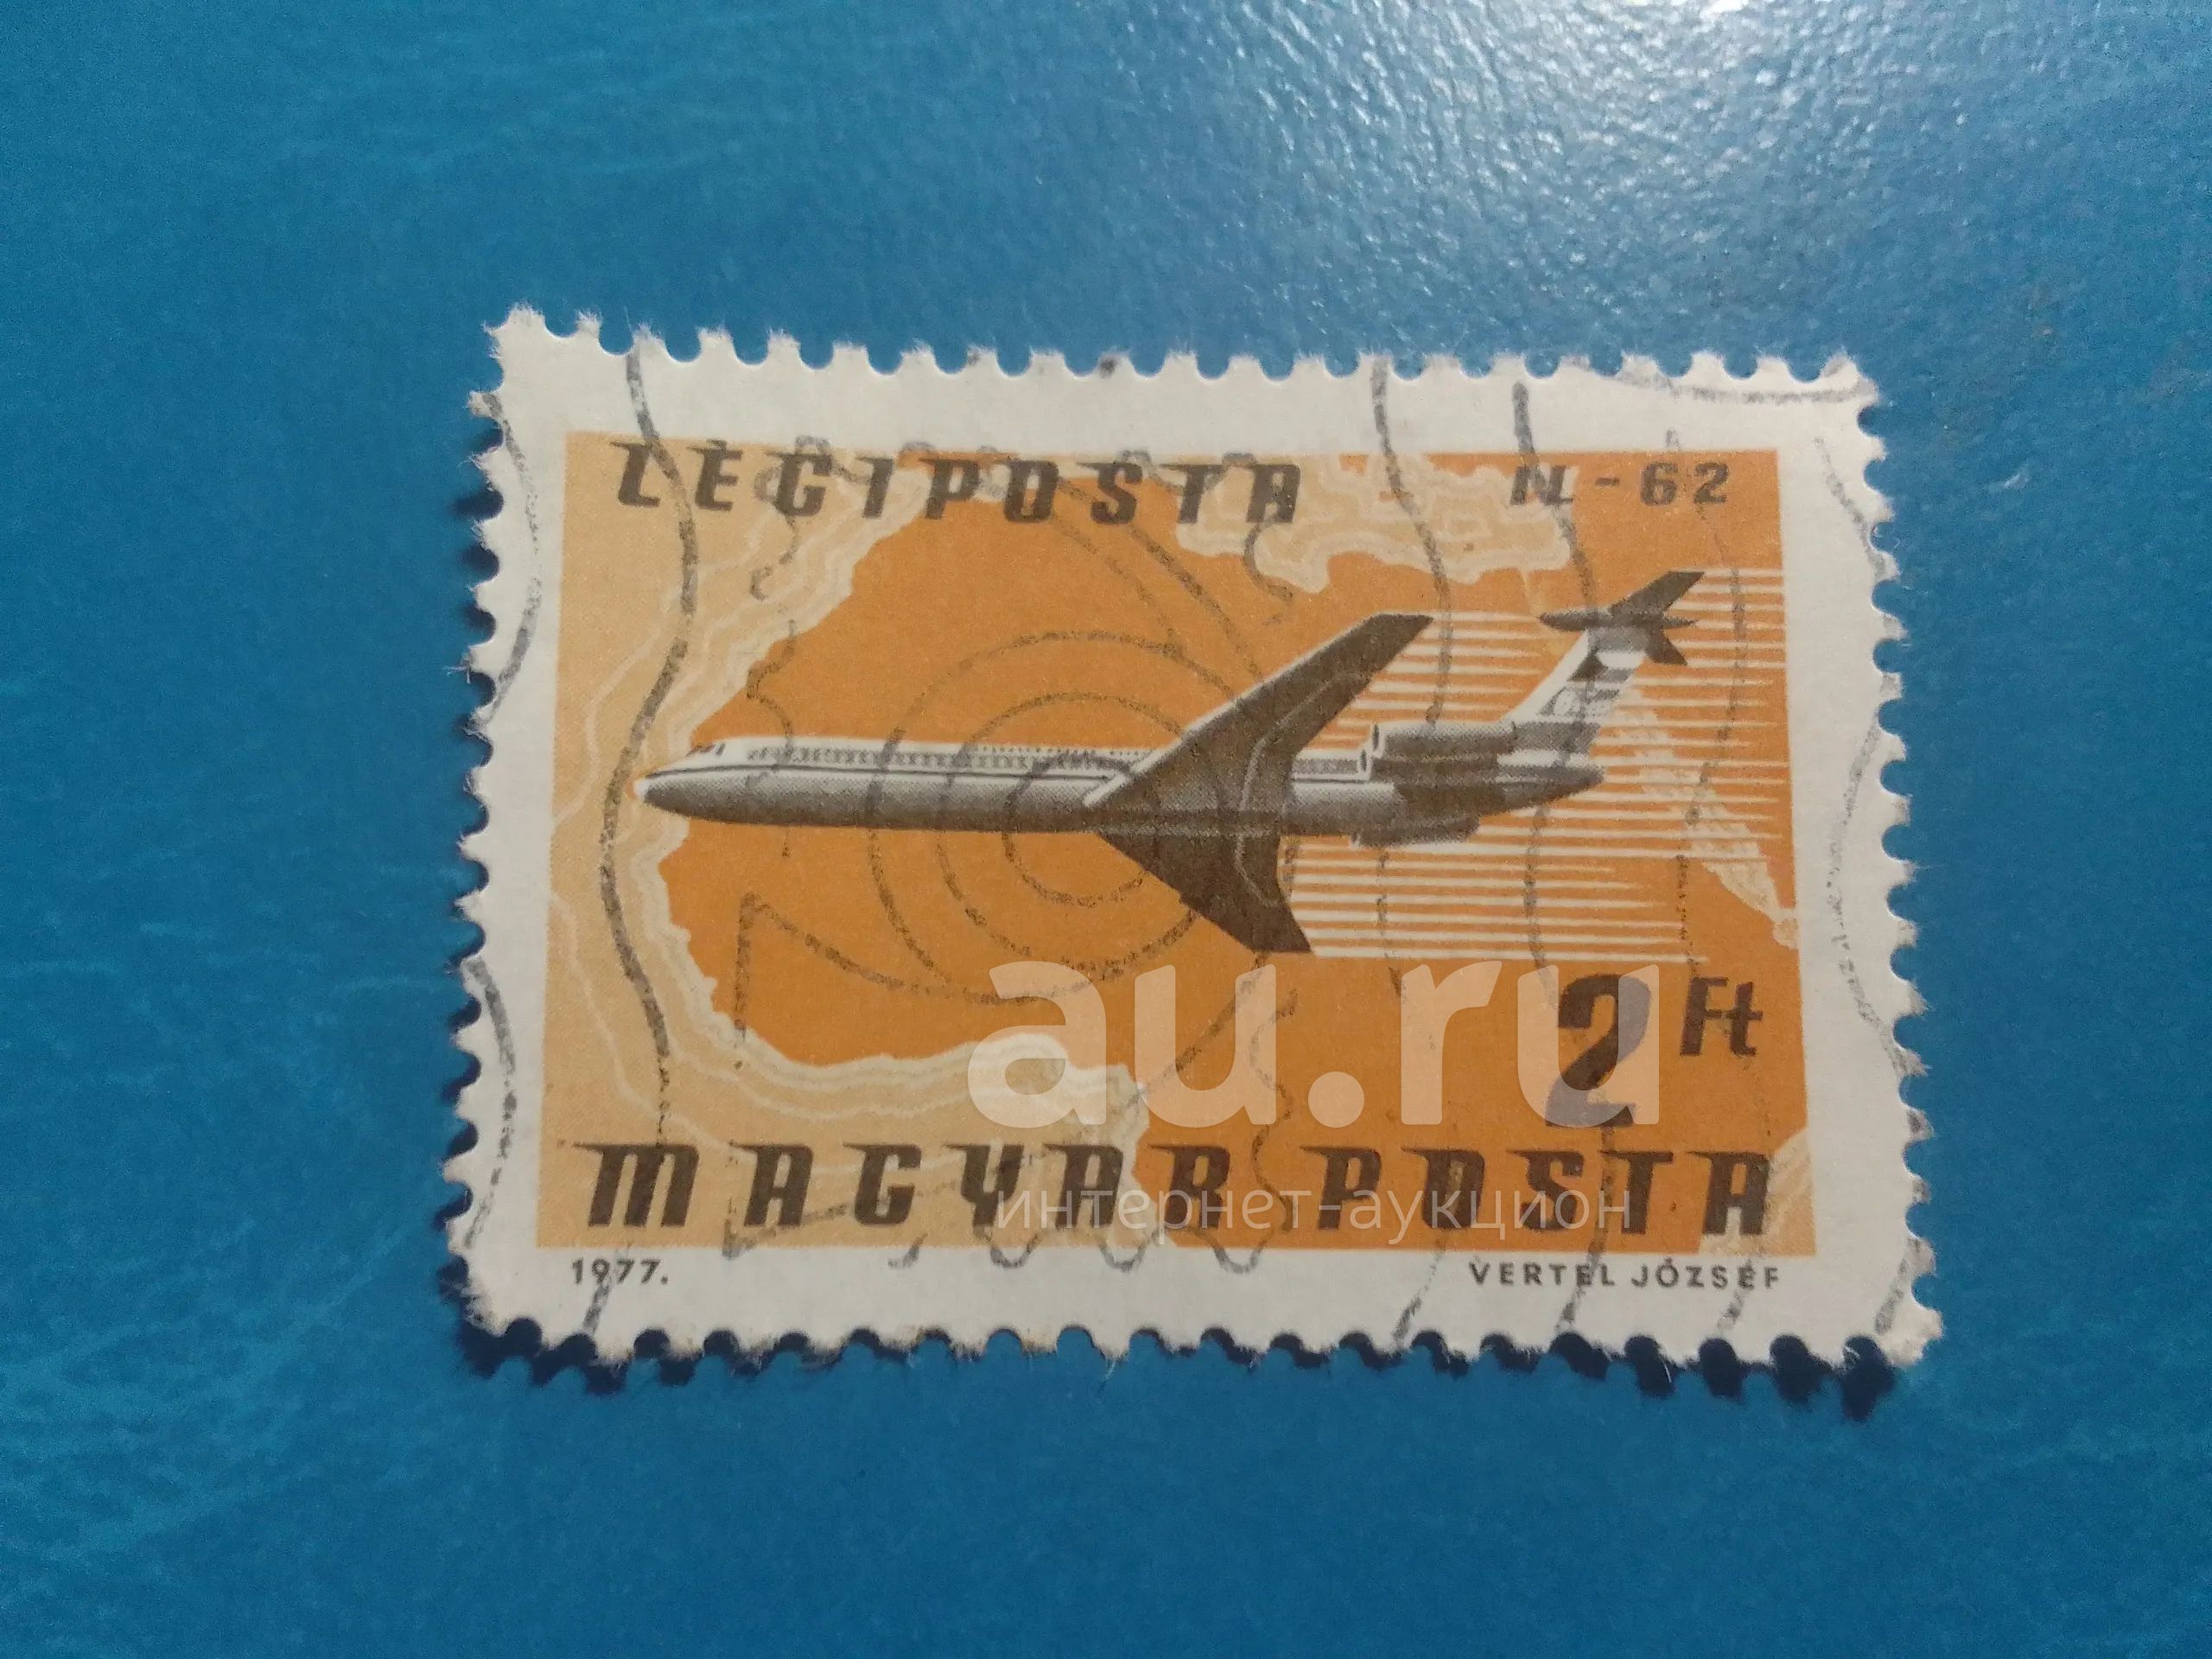 LÉGIPOSTA IL-62
2 Ft
MAGYAR POSTA
1977. VERTEL JÓZSEF
au.ru
интернет-аукцион